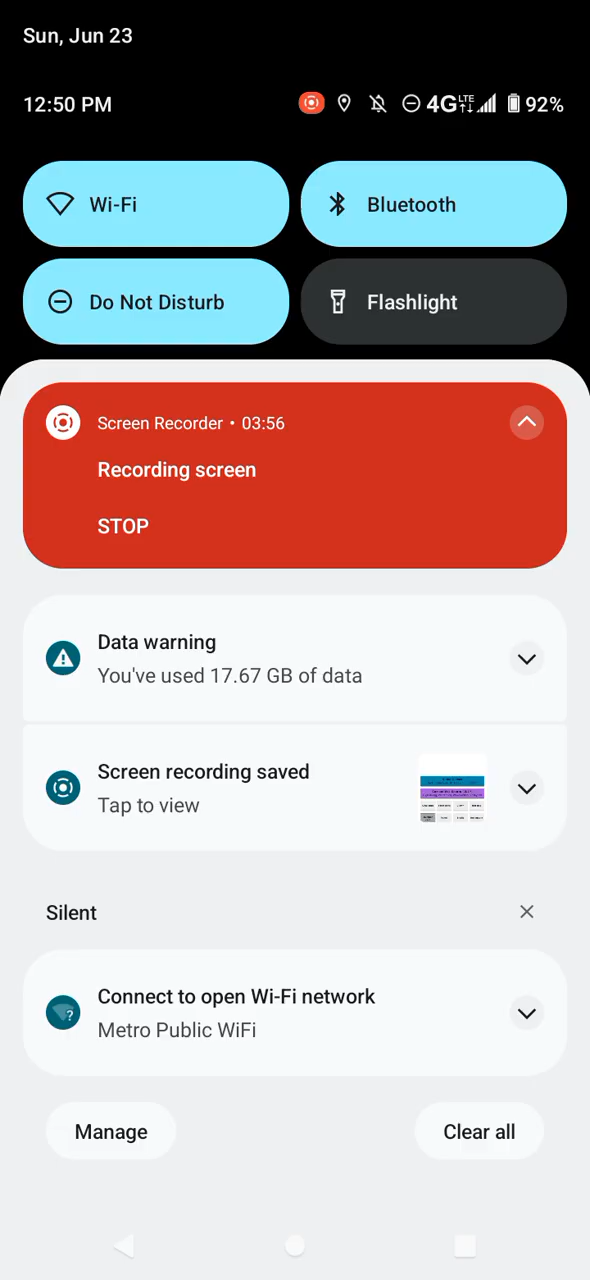 Sun, Jun 23
12:50 PM 4G LTE 92%
Wi-Fi Bluetooth
Do Not Disturb Flashlight
Screen Recorder • 03:56
Recording screen
STOP
Data warning
You've used 17.67 GB of data
Screen recording saved
Tap to view
Silent
Connect to open Wi-Fi network
Metro Public WiFi
Manage Clear all